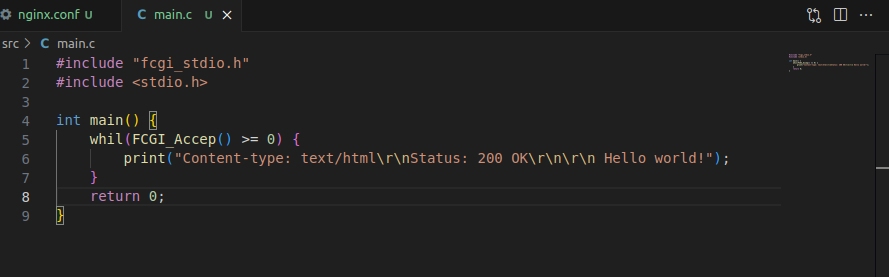 nginx.conf U
C main.c U ×
src > C main.c
1 #include "fcgi_stdio.h"
2 #include <stdio.h>
3
4 int main() {
5 whil(FCGI_Accep() >= 0) {
6 print("Content-type: text/html\r\nStatus: 200 OK\r\n\r\n Hello world!");
7 }
8 return 0;
9 }